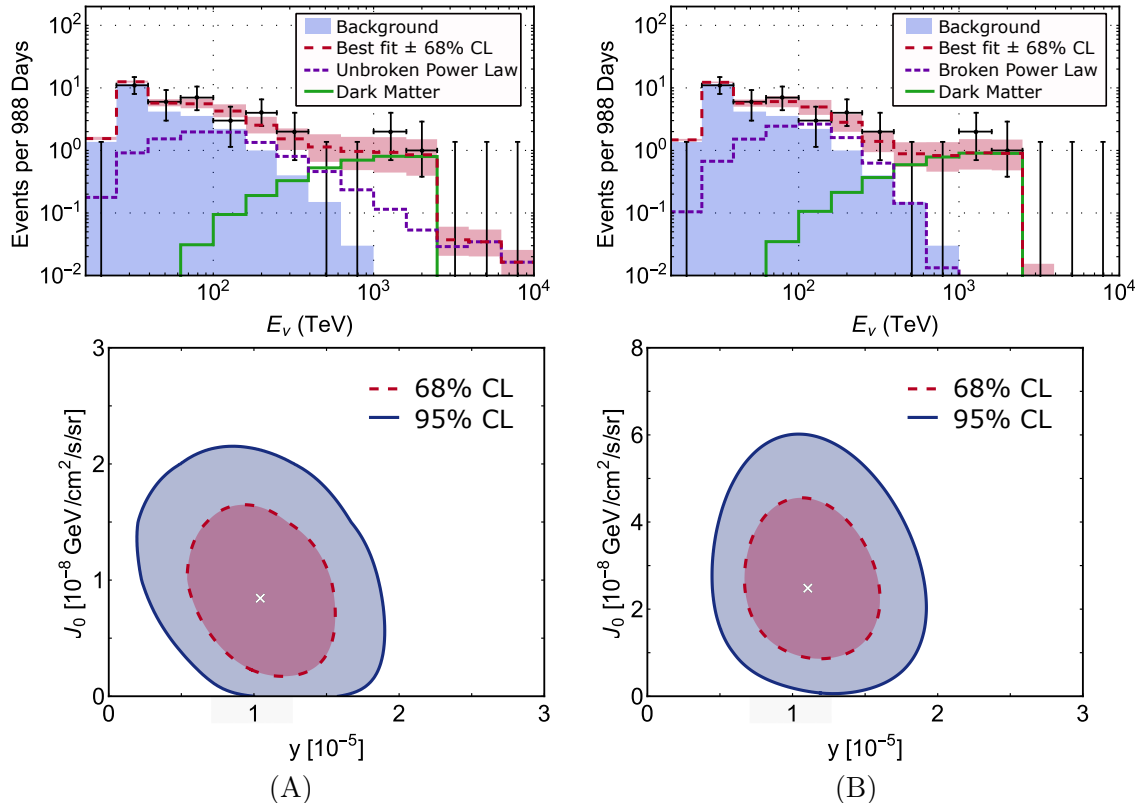 Background
Best fit ± 68% CL
Unbroken Power Law
Dark Matter
Events per 988 Days
10²
10¹
10⁰
10⁻¹
10⁻²
10² 10³ 10⁴
E_ν (TeV)
Background
Best fit ± 68% CL
Broken Power Law
Dark Matter
Events per 988 Days
10²
10¹
10⁰
10⁻¹
10⁻²
10² 10³ 10⁴
E_ν (TeV)
68% CL
95% CL
J₀ [10⁻⁸ GeV/cm²/s/sr]
3
2
1
0
0 1 2 3
y [10⁻⁵]
(A)
68% CL
95% CL
J₀ [10⁻⁸ GeV/cm²/s/sr]
8
6
4
2
0
0 1 2 3
y [10⁻⁵]
(B)